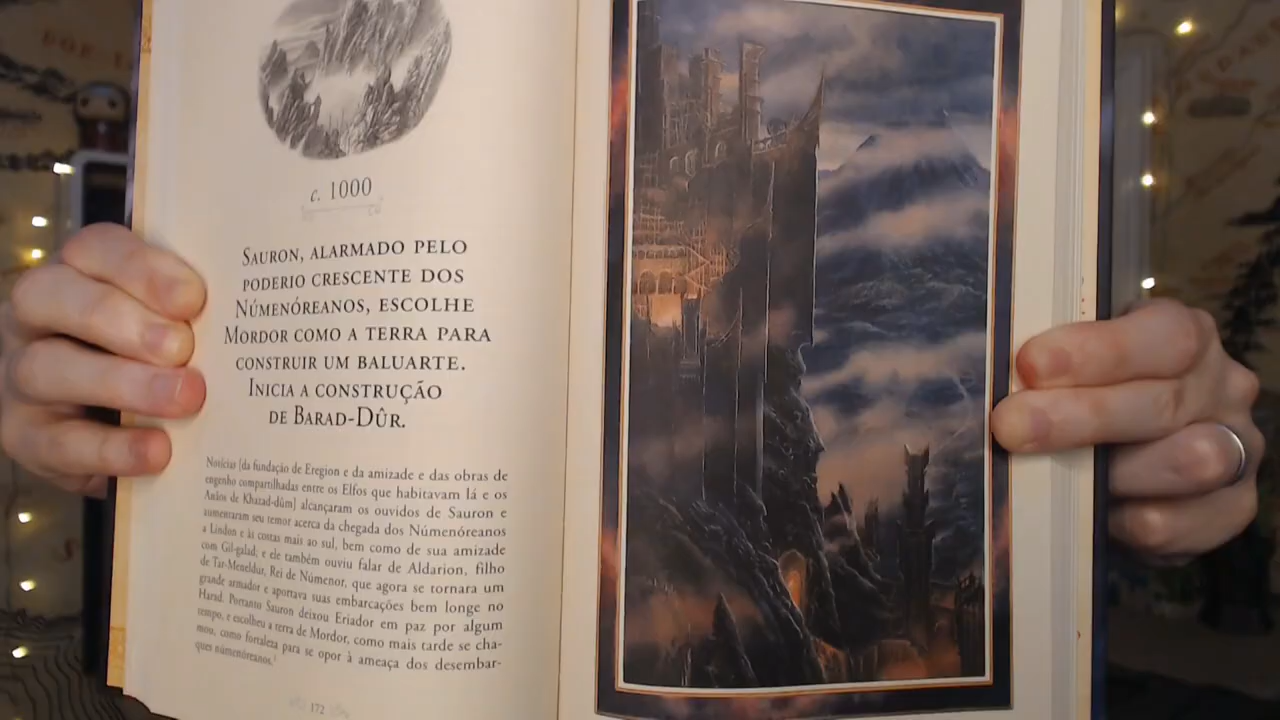 c. 1000
SAURON, ALARMADO PELO
PODERIO CRESCENTE DOS
NÚMENÓREANOS, ESCOLHE
MORDOR COMO A TERRA PARA
CONSTRUIR UM BALUARTE.
INICIA A CONSTRUÇÃO
DE BARAD-DÛR.
Notícias [da fundação de Eregion e da amizade e das obras de
engenho compartilhadas entre os Elfos que habitavam lá e os
Anãos de Khazad-dûm] alcançaram os ouvidos de Sauron e
aumentaram seu temor acerca da chegada dos Númenóreanos
a Lindon e às costas mais ao sul, bem como de sua amizade
com Gil-galad; e ele também ouviu falar de Aldarion, filho
de Tar-Meneldur, Rei de Númenor, que agora se tornara um
grande armador e aportava suas embarcações bem longe no
Harad. Portanto Sauron deixou Eriador em paz por algum
tempo, e escolheu a terra de Mordor, como mais tarde se cha-
mou, como fortaleza para se opor à ameaça dos desembar-
ques númenóreanos.¹
172